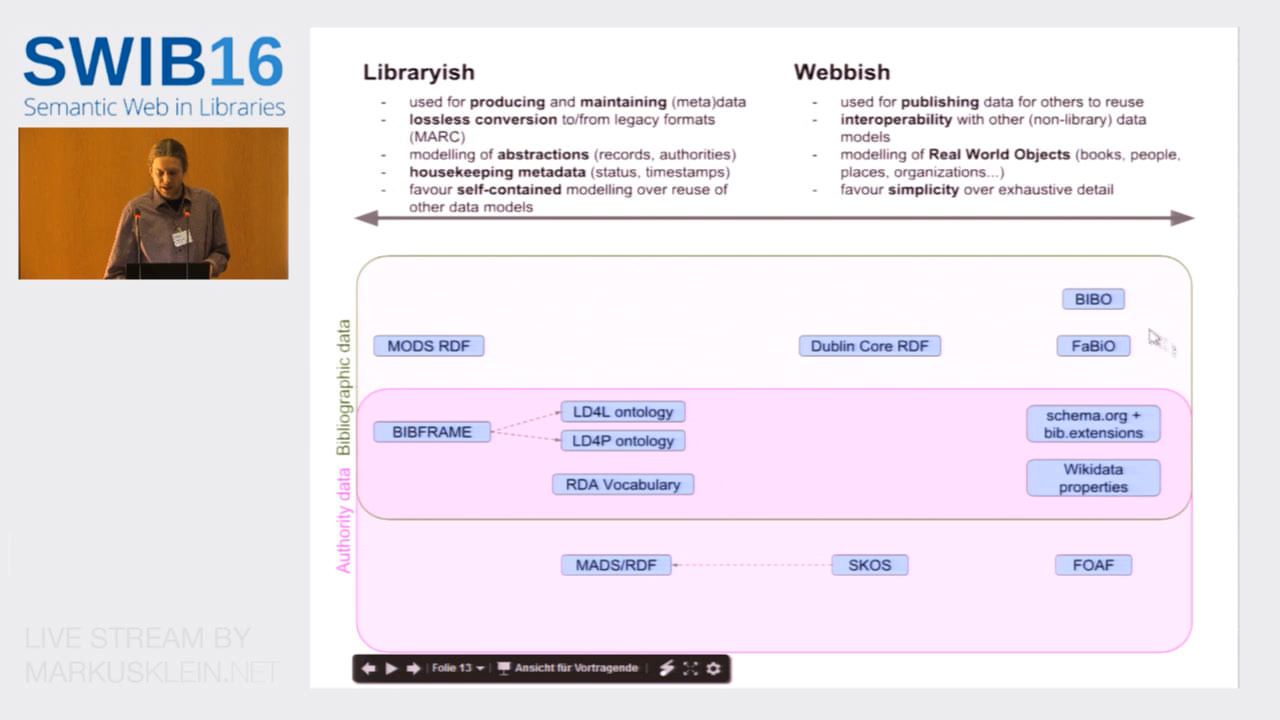 SWIB16
Semantic Web in Libraries
Libraryish
- used for producing and maintaining (meta)data
- lossless conversion to/from legacy formats
(MARC)
- modelling of abstractions (records, authorities)
- housekeeping metadata (status, timestamps)
- favour self-contained modelling over reuse of
other data models
Webbish
- used for publishing data for others to reuse
- interoperability with other (non-library) data
models
- modelling of Real World Objects (books, people,
places, organizations...)
- favour simplicity over exhaustive detail
Bibliographic data
Authority data
BIBO
MODS RDF
Dublin Core RDF
FaBiO
BIBFRAME
LD4L ontology
LD4P ontology
RDA Vocabulary
schema.org +
bib.extensions
Wikidata
properties
MADS/RDF
SKOS
FOAF
Folie 13
Ansicht für Vortragende
LIVE STREAM BY
MARKUSKLEIN.NET